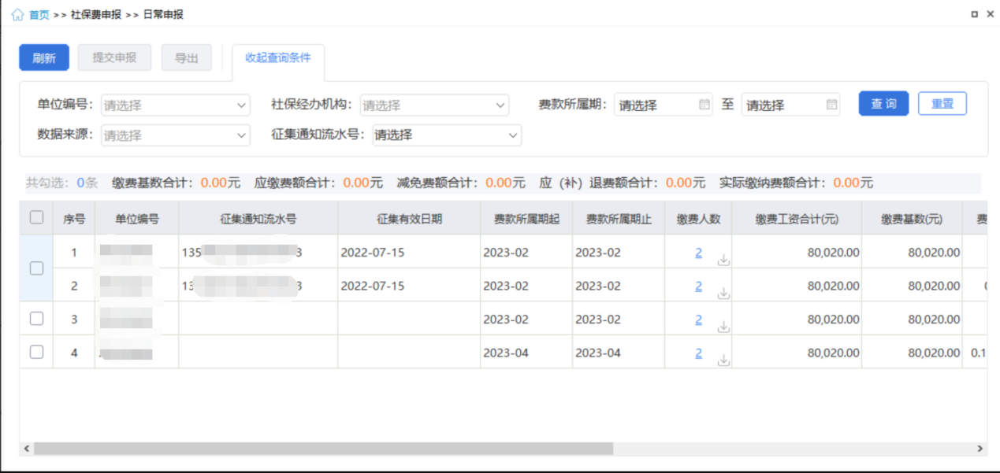 首页 >> 社保费申报 >> 日常申报
刷新 提交申报 导出 收起查询条件
单位编号: 请选择 社保经办机构: 请选择 费款所属期: 请选择 至 请选择 查询 重置
数据来源: 请选择 征集通知流水号: 请选择
共勾选: 0条 缴费基数合计: 0.00元 应缴费额合计: 0.00元 减免费额合计: 0.00元 应（补）退费额合计: 0.00元 实际缴纳费额合计: 0.00元
序号 单位编号 征集通知流水号 征集有效日期 费款所属期起 费款所属期止 缴费人数 缴费工资合计(元) 缴费基数(元) 费
1 135 3 2022-07-15 2023-02 2023-02 2 80,020.00 80,020.00
2 13 3 2022-07-15 2023-02 2023-02 2 80,020.00 80,020.00
3 2023-02 2023-02 2 80,020.00 80,020.00
4 2023-04 2023-04 2 80,020.00 80,020.00 0.1